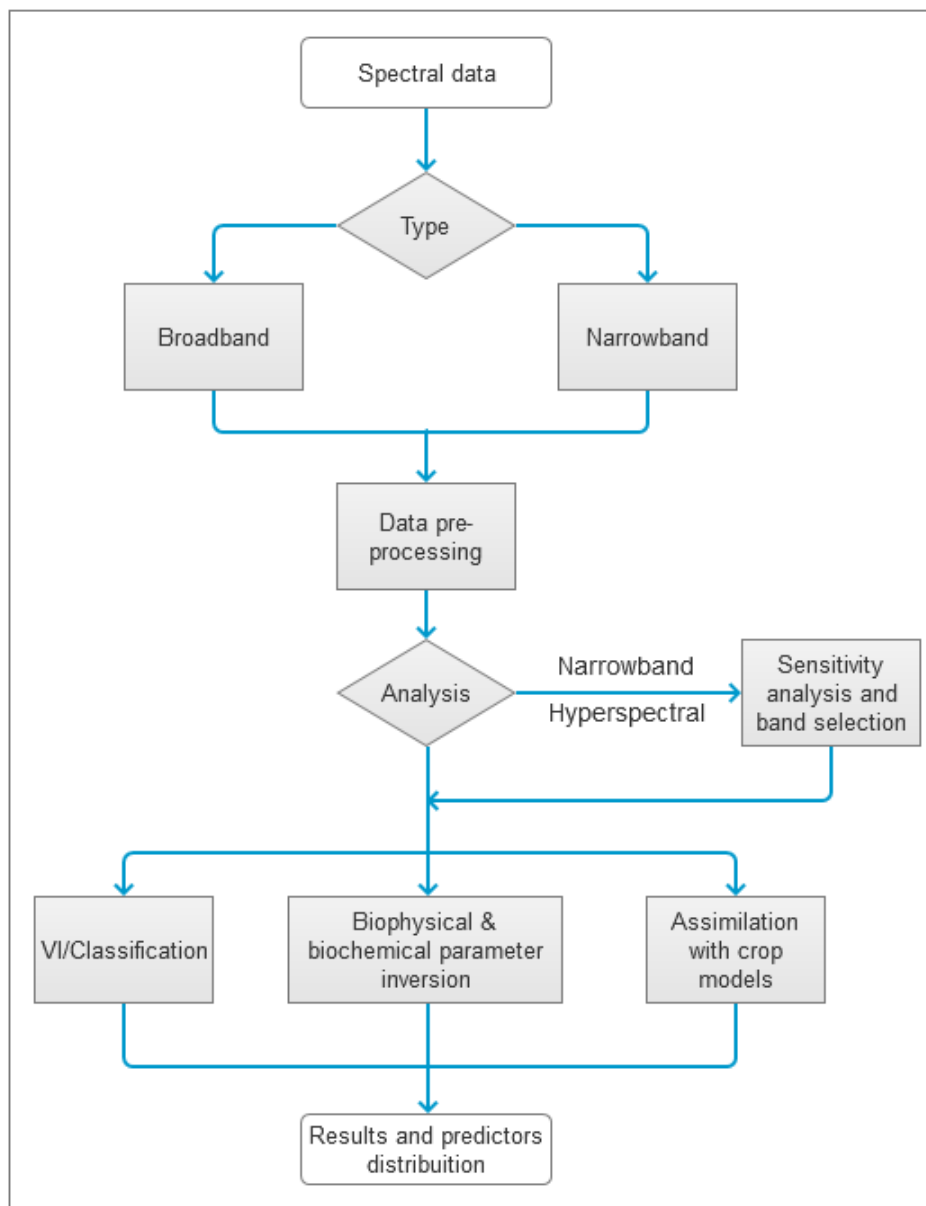 Spectral data
Type
Broadband
Narrowband
Data pre-
processing
Analysis
Narrowband
Hyperspectral
Sensitivity
analysis and
band selection
VI/Classification
Biophysical &
biochemical parameter
inversion
Assimilation
with crop
models
Results and predictors
distribuition